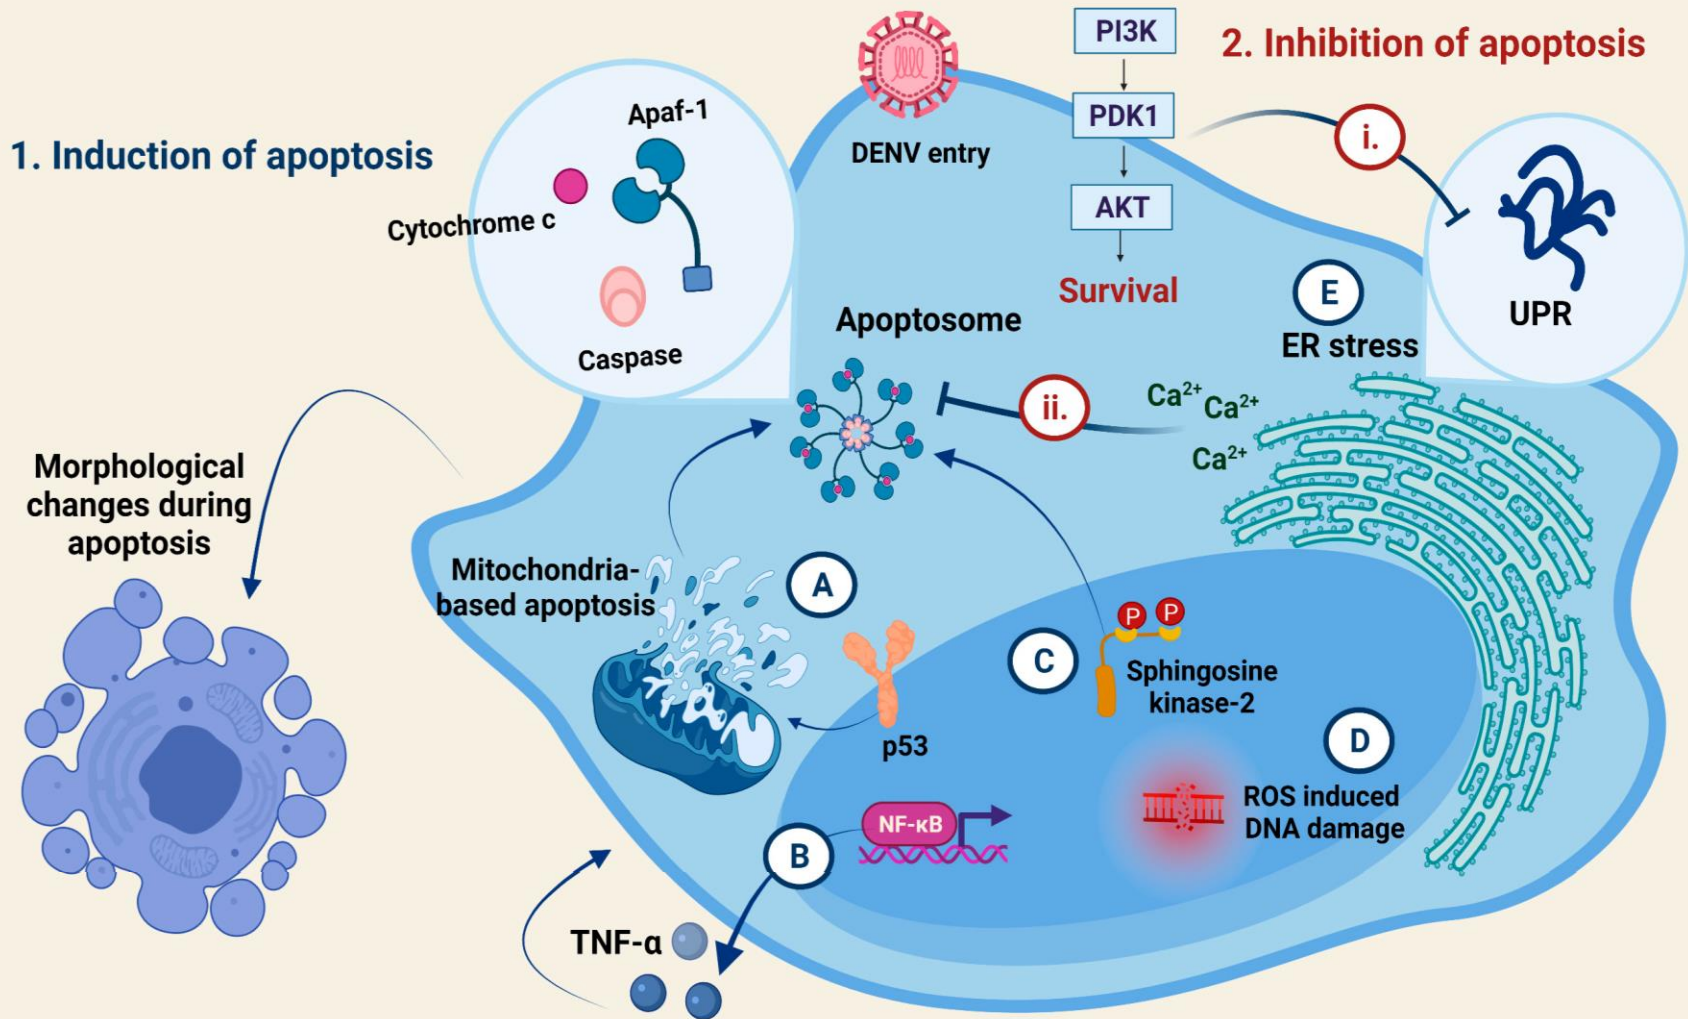 1. Induction of apoptosis
Apaf-1
Cytochrome c
Caspase
DENV entry
PI3K
PDK1
AKT
Survival
2. Inhibition of apoptosis
i.
UPR
E
ER stress
Ca²⁺
Ca²⁺
Ca²⁺
ii.
Apoptosome
Morphological
changes during
apoptosis
Mitochondria-
based apoptosis
A
p53
C
P
P
Sphingosine
kinase-2
D
ROS induced
DNA damage
NF-κB
B
TNF-α